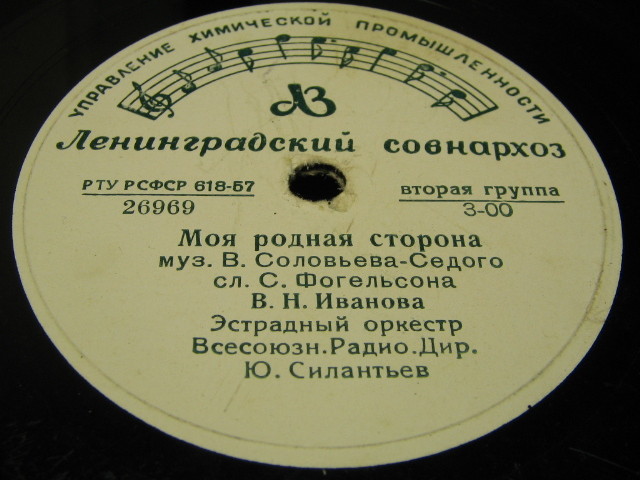 УПРАВЛЕНИЕ ХИМИЧЕСКОЙ ПРОМЫШЛЕННОСТИ
АЗ
Ленинградский совнархоз
РТУ РСФСР 618-57
26969
вторая группа
3-00
Моя родная сторона
муз. В. Соловьева-Седого
сл. С. Фогельсона
В. Н. Иванова
Эстрадный оркестр
Всесоюзн.Радио.Дир.
Ю. Силантьев